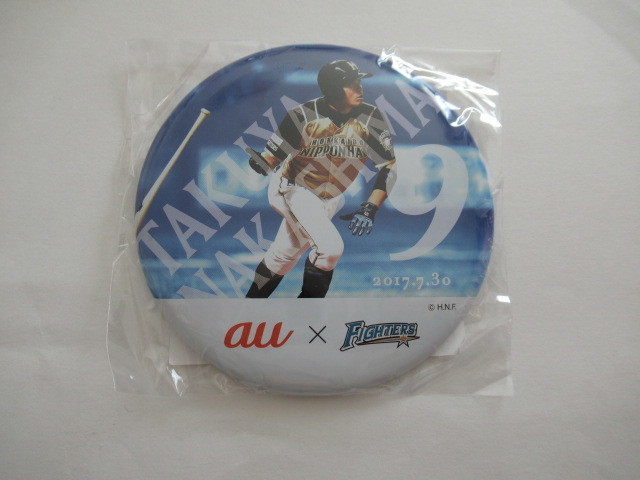 TAKUYA
NAKASHIMA
9
2017.7.30
© H.N.F.
au × FIGHTERS
NIPPONHAM